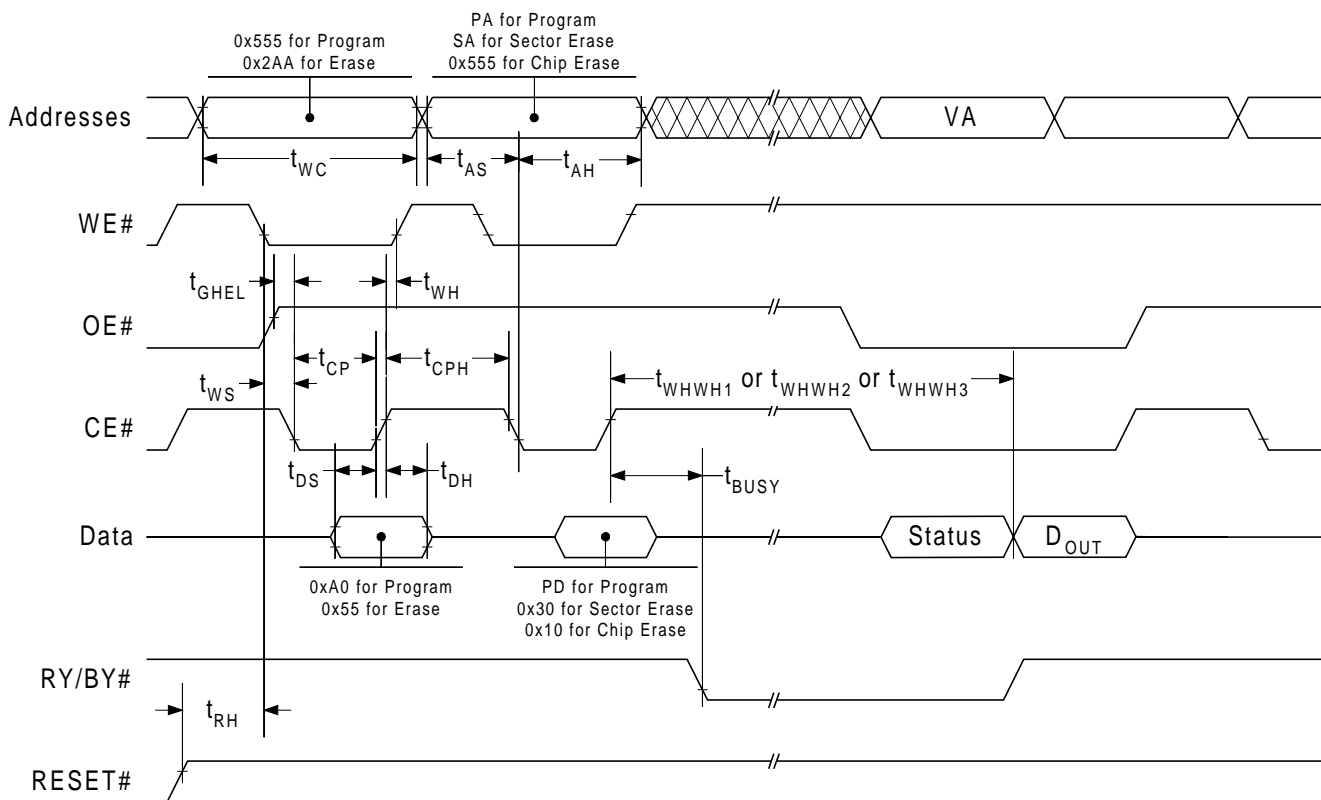 0x555 for Program
0x2AA for Erase
PA for Program
SA for Sector Erase
0x555 for Chip Erase
Addresses
VA
tWC
tAS
tAH
WE#
tGHEL
tWH
OE#
tCP
tCPH
tWS
tWHWH1 or tWHWH2 or tWHWH3
CE#
tDS
tDH
tBUSY
Data
Status
DOUT
0xA0 for Program
0x55 for Erase
PD for Program
0x30 for Sector Erase
0x10 for Chip Erase
RY/BY#
tRH
RESET#